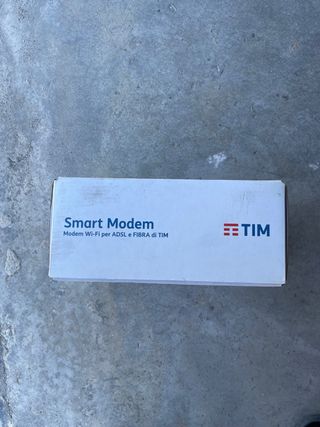 Smart Modem
Modem Wi-Fi per ADSL e FIBRA di TIM
TIM